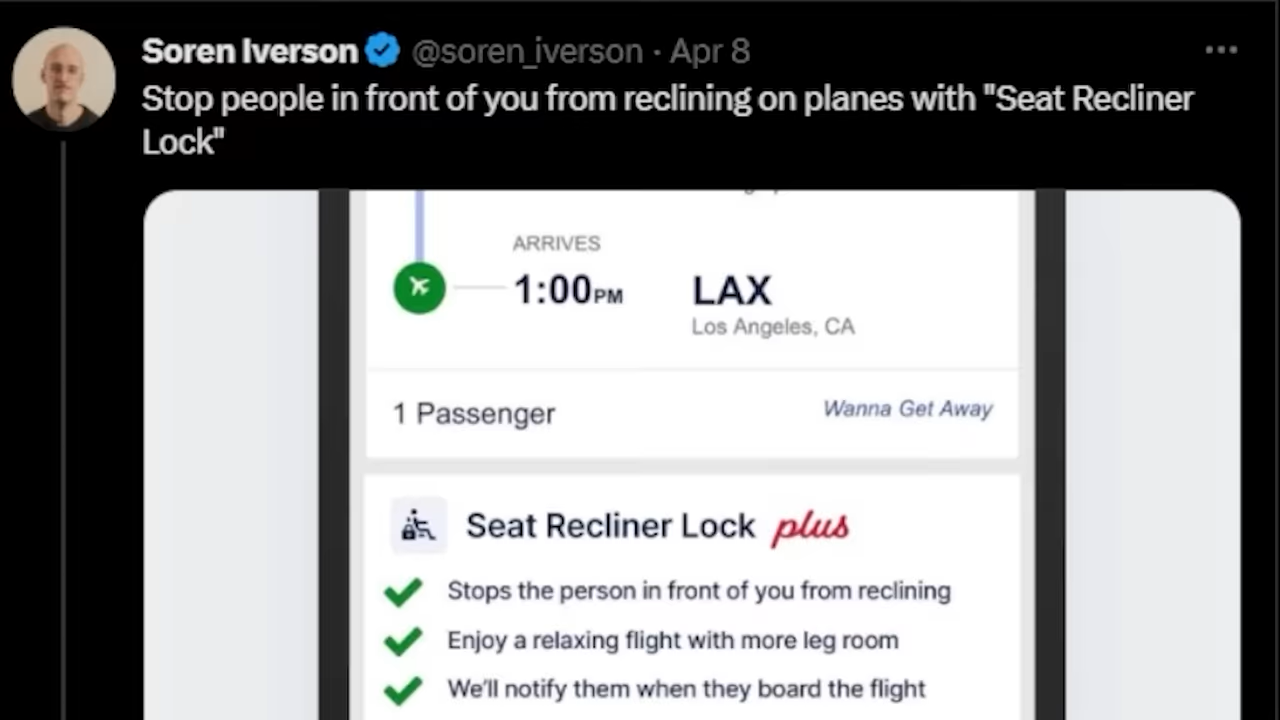 Soren Iverson @soren_iverson · Apr 8
Stop people in front of you from reclining on planes with "Seat Recliner
Lock"
ARRIVES
1:00PM LAX
Los Angeles, CA
1 Passenger Wanna Get Away
Seat Recliner Lock plus
Stops the person in front of you from reclining
Enjoy a relaxing flight with more leg room
We'll notify them when they board the flight